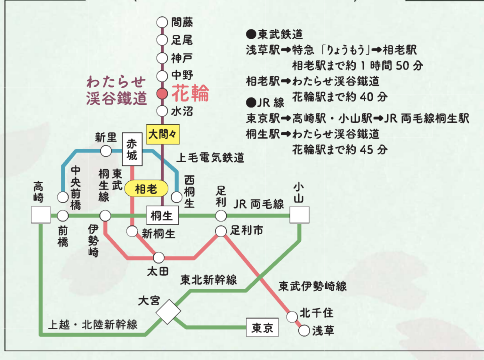 間藤
足尾
神戸
中野
わたらせ
渓谷鐵道
花輪
水沼
大間々
●東武鉄道
浅草駅➡特急「りょうもう」➡相老駅
相老駅まで約1時間50分
相老駅➡わたらせ渓谷鐵道
花輪駅まで約40分
●JR線
東京駅➡高崎駅・小山駅➡JR両毛線桐生駅
桐生駅➡わたらせ渓谷鐵道
花輪駅まで約45分
新里
赤城
上毛電気鉄道
中央前橋
東武
桐生線
相老
西桐生
高崎
前橋
伊勢崎
桐生
新桐生
足利
JR 両毛線
小山
足利市
太田
東北新幹線
東武伊勢崎線
大宮
上越・北陸新幹線
東京
北千住
浅草